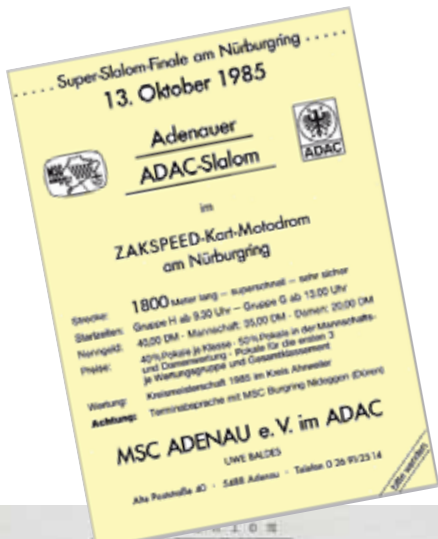 ..... Super-Slalom-Finale am Nürburgring .....
13. Oktober 1985
Adenauer
ADAC-Slalom
ADAC
im
ZAKSPEED-Kart-Motodrom
am Nürburgring
Strecke: 1800 Meter lang – superschnell – sehr sicher
Startzeiten: Gruppe H ab 9.30 Uhr – Gruppe G ab 13.00 Uhr
Nenngeld: 40,00 DM · Mannschaft: 35,00 DM · Damen: 20,00 DM
Preise: 40% Pokale je Klasse · 50% Pokale in der Mannschafts-
und Damenwertung · Pokale für die ersten 3
je Wertungsgruppe und Gesamtklassement
Wertung: Kreismeisterschaft 1985 im Kreis Ahrweiler
Achtung: Terminabsprache mit MSC Burgring Nideggen (Düren)
MSC ADENAU e.V. im ADAC
UWE BALDES
Alte Poststraße 40 · 5488 Adenau · Telefon 0 26 91/25 14
bitte wenden